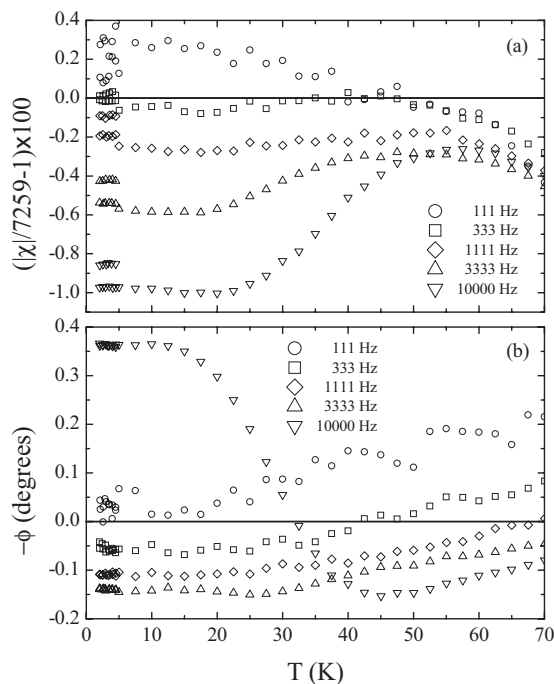 (a)
0.4
0.2
0.0
-0.2
-0.4
-0.6
-0.8
-1.0
(|χ|/7259-1)x100
111 Hz
333 Hz
1111 Hz
3333 Hz
10000 Hz
(b)
0.4
0.3
0.2
0.1
0.0
-0.1
-0.2
−ϕ (degrees)
111 Hz
333 Hz
1111 Hz
3333 Hz
10000 Hz
0 10 20 30 40 50 60 70
T (K)